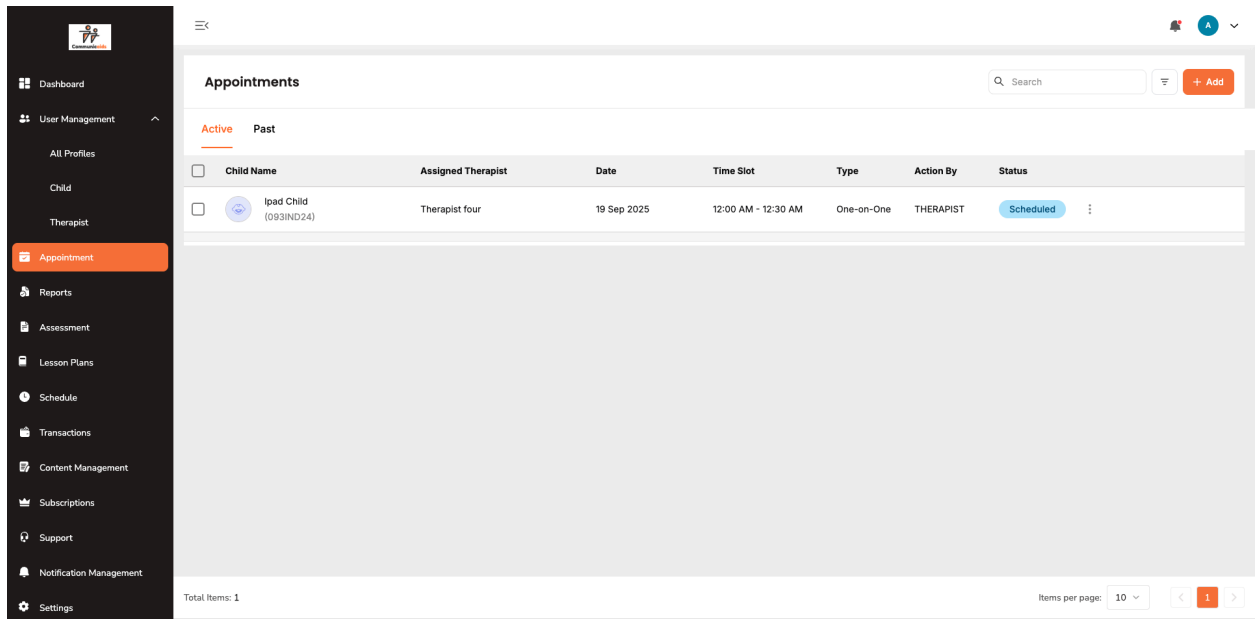 Communikids
Appointments
Search
+ Add
Dashboard
User Management
All Profiles
Child
Therapist
Appointment
Reports
Assessment
Lesson Plans
Schedule
Transactions
Content Management
Subscriptions
Support
Notification Management
Settings
A
Active Past
Child Name Assigned Therapist Date Time Slot Type Action By Status
Ipad Child
(093IND24)
Therapist four 19 Sep 2025 12:00 AM - 12:30 AM One-on-One THERAPIST Scheduled
Total Items: 1
Items per page: 10
1